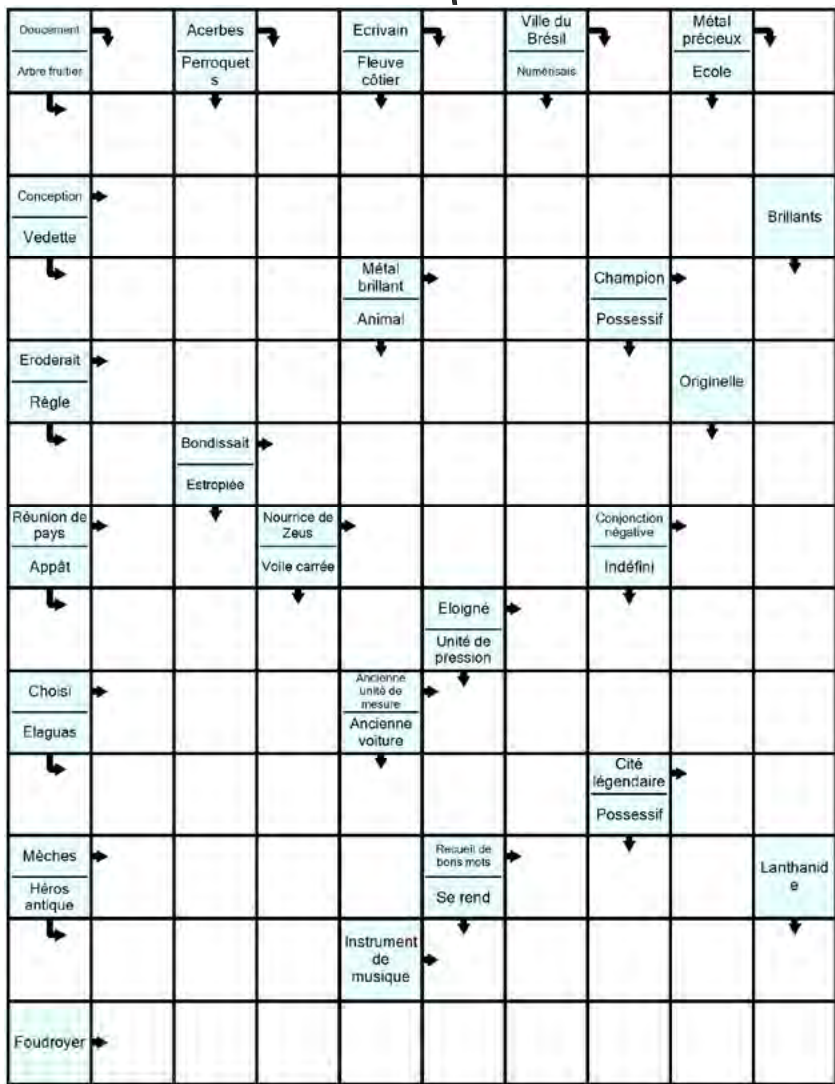 Doucement
Arbre fruitier
Acerbes
Perroquet
s
Ecrivain
Fleuve
côtier
Ville du
Brésil
Numérisais
Métal
précieux
Ecole
Conception
Vedette
Brillants
Métal
brillant
Animal
Champion
Possessif
Eroderait
Règle
Originelle
Bondissait
Estropiée
Réunion de
pays
Appât
Nourrice de
Zeus
Voile carrée
Conjonction
négative
Indéfini
Eloigné
Unité de
pression
Choisi
Elaguas
Ancienne
unité de
mesure
Ancienne
voiture
Cité
légendaire
Possessif
Mèches
Héros
antique
Recueil de
bons mots
Se rend
Lanthanid
e
Instrument
de
musique
Foudroyer